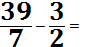 39/7 - 3/2 =